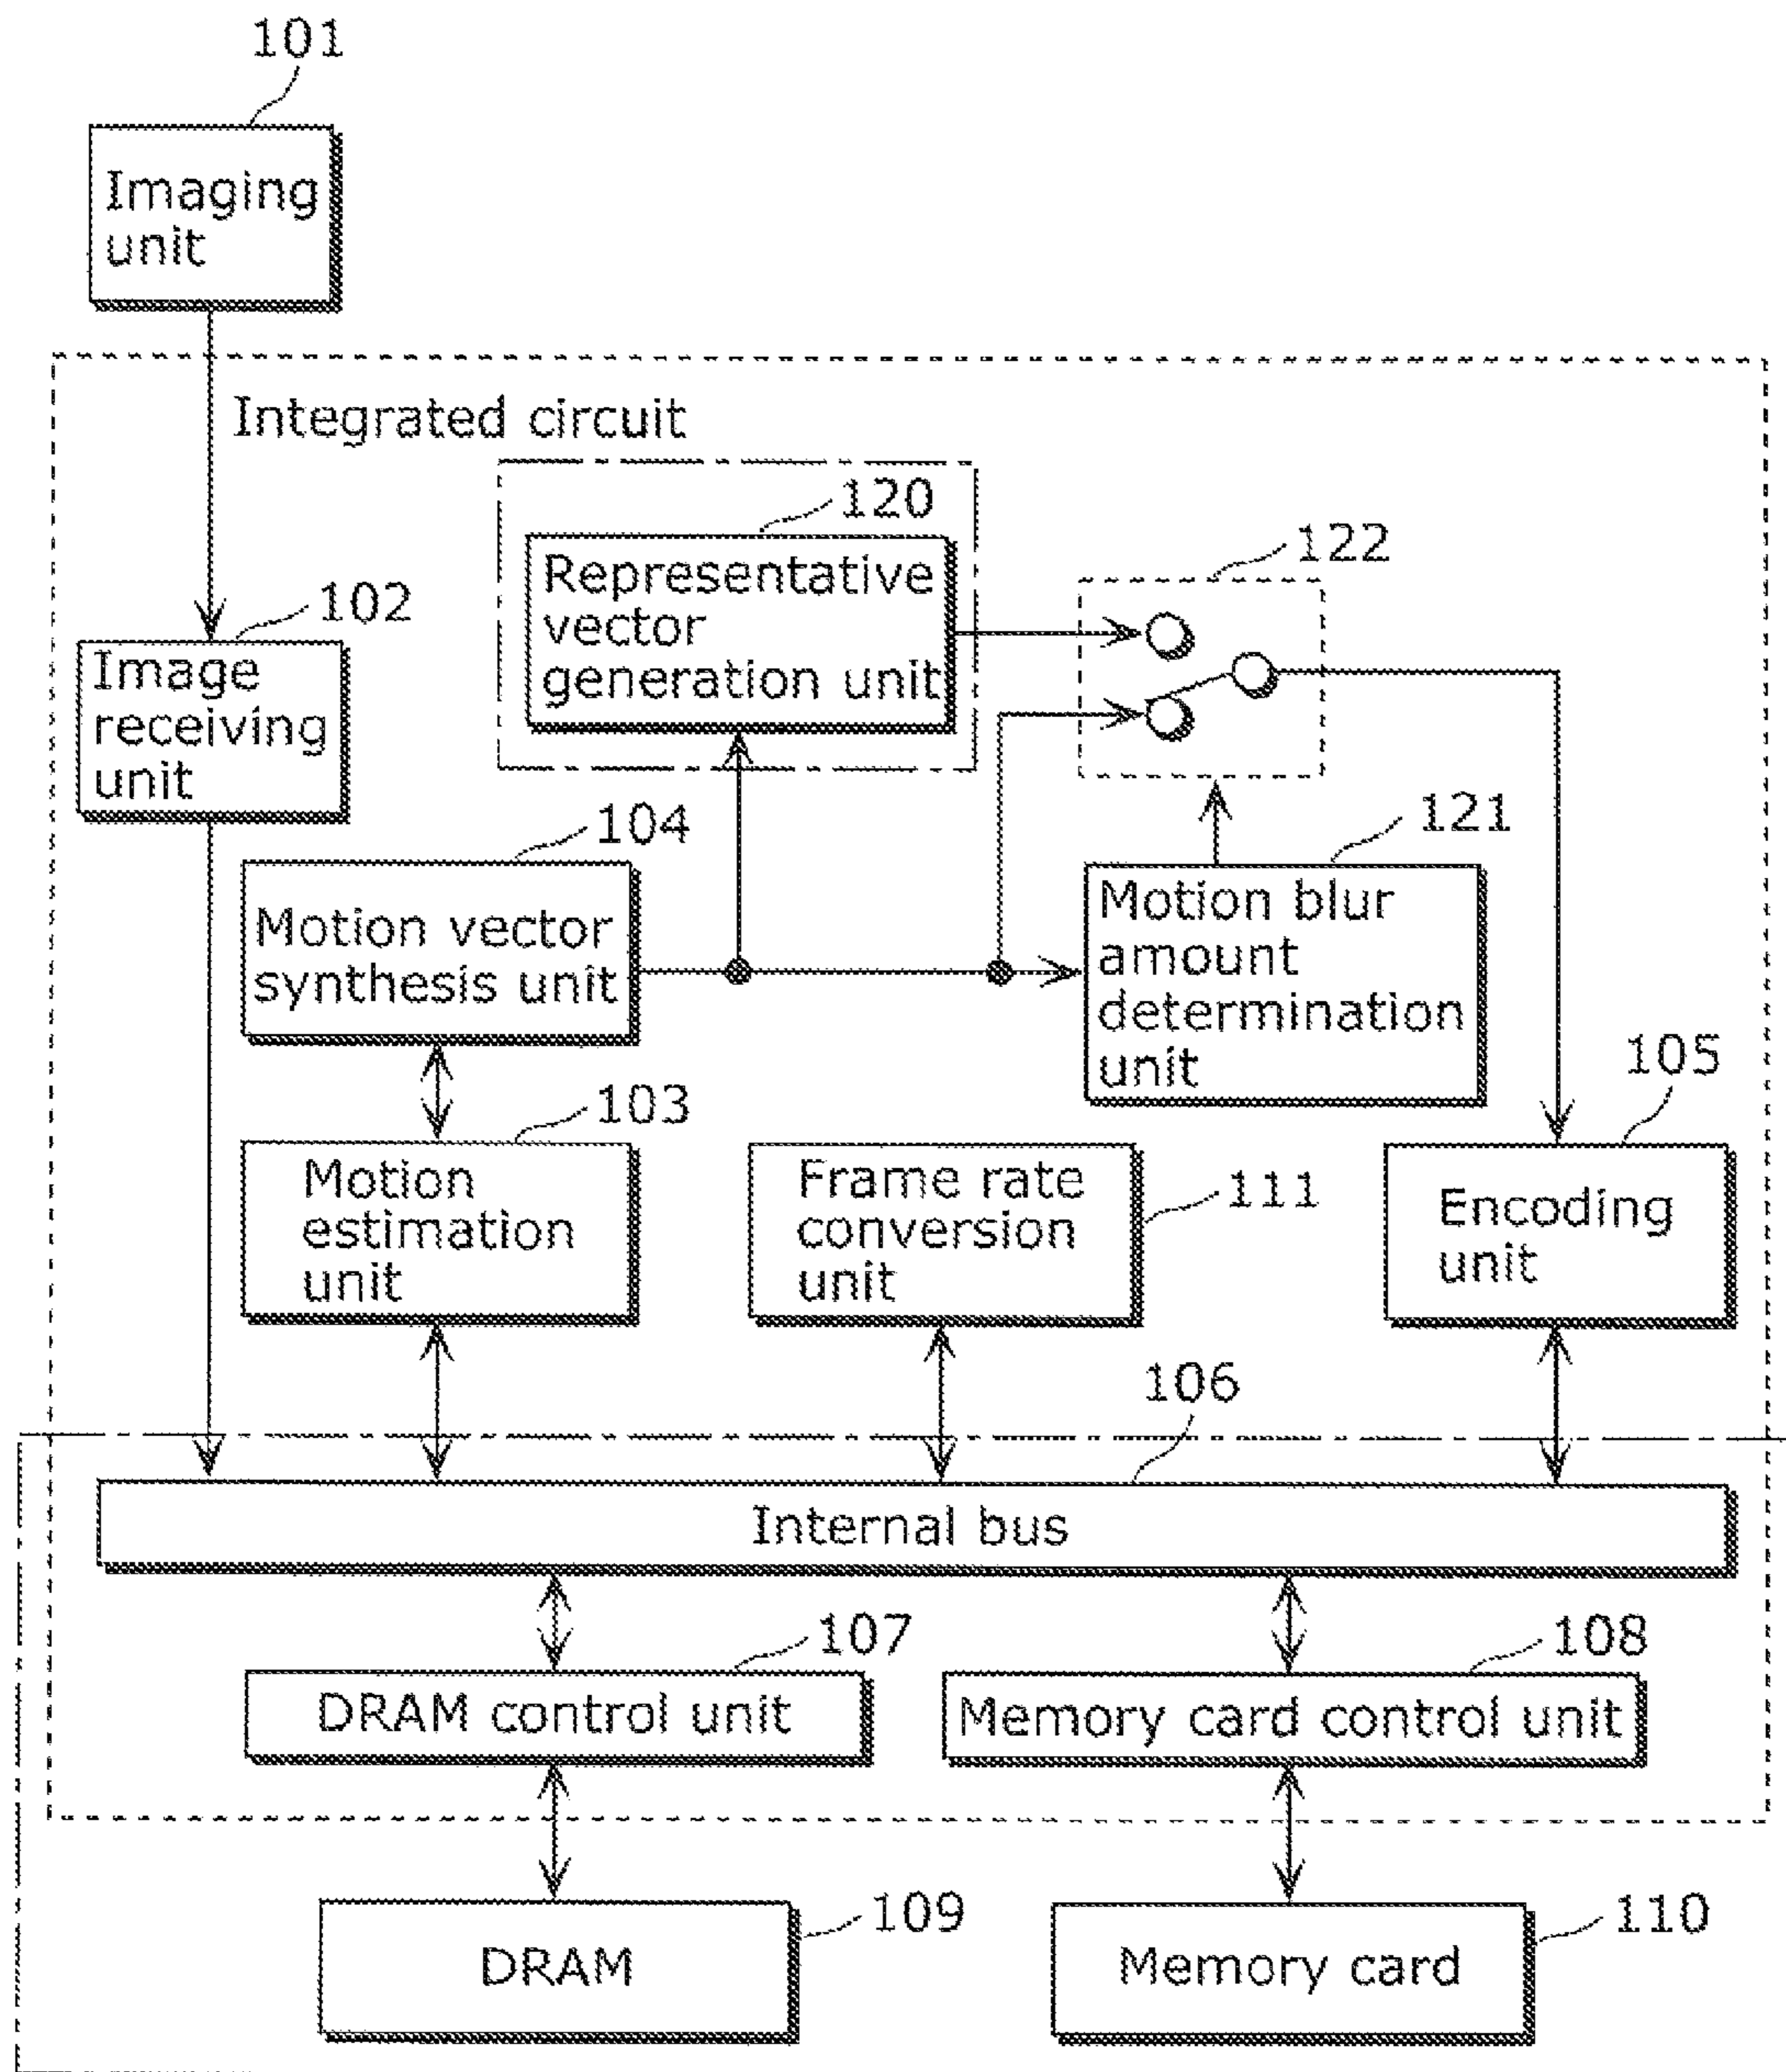 101
Imaging
unit
Integrated circuit
120
Representative
vector
generation unit
122
102
Image
receiving
unit
104
Motion vector
synthesis unit
121
Motion blur
amount
determination
unit
105
Encoding
unit
103
Motion
estimation
unit
Frame rate
conversion
unit
111
106
Internal bus
107
DRAM control unit
108
Memory card control unit
109
DRAM
110
Memory card